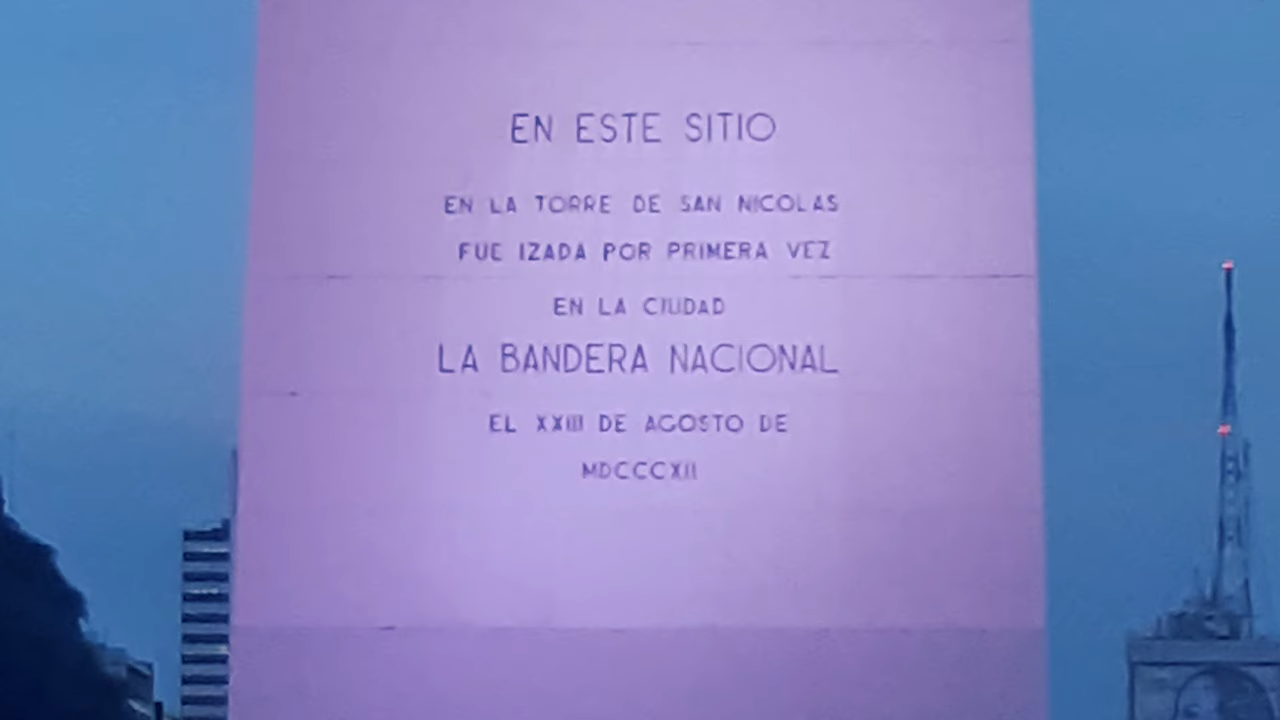 EN ESTE SITIO
EN LA TORRE DE SAN NICOLAS
FUE IZADA POR PRIMERA VEZ
EN LA CIUDAD
LA BANDERA NACIONAL
EL XXIII DE AGOSTO DE
MDCCCXII